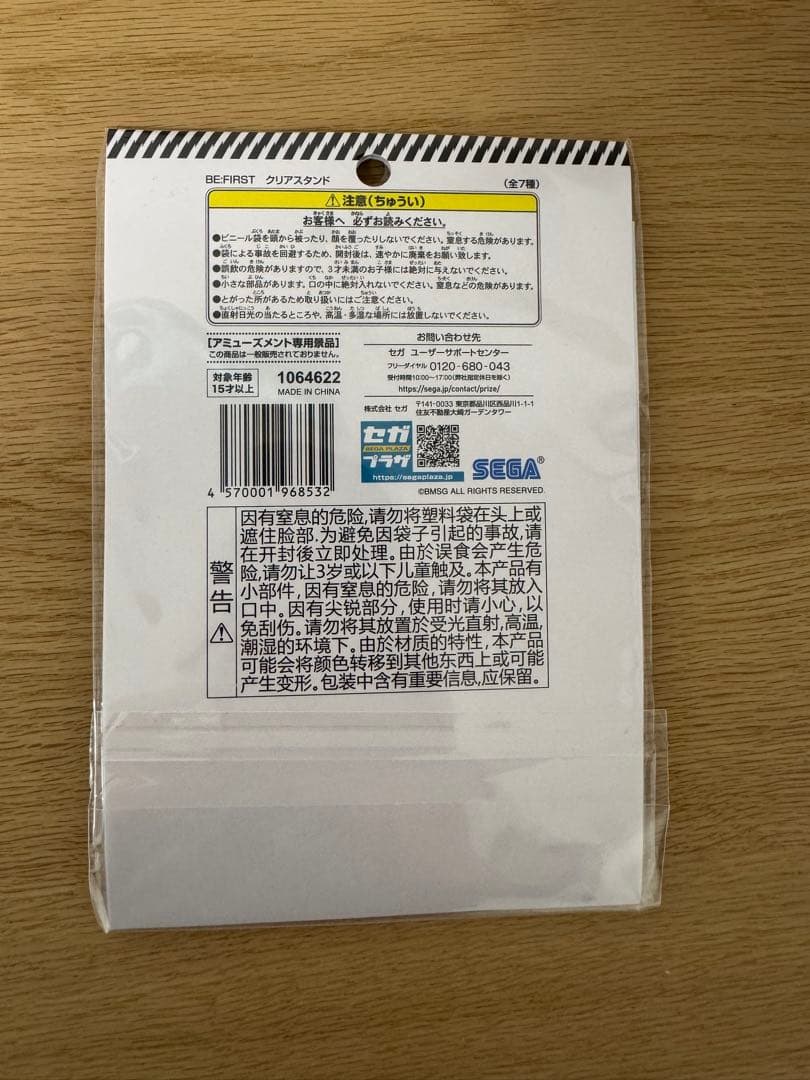 BE:FIRST クリアスタンド (全7種)
⚠注意(ちゅうい)
お客様へ 必ずお読みください。
●ビニール袋を頭から被ったり、顔を覆ったりしないでください。窒息する危険があります。
●袋による事故を回避するため、開封後は、速やかに廃棄をお願い致します。
●誤飲の危険がありますので、3才未満のお子様には絶対に与えないでください。
●小さな部品があります。口の中に絶対入れないでください。窒息などの危険があります。
●とがった所があるため取り扱いにはご注意ください。
●直射日光の当たるところや、高温・多湿な場所には放置しないでください。
[アミューズメント専用景品]
この商品は一般販売されておりません。
対象年齢
15才以上
1064622
MADE IN CHINA
4 570001 968532
お問い合わせ先
セガ ユーザーサポートセンター
フリーダイヤル 0120-680-043
受付時間10:00~17:00(弊社指定休日を除く)
https://sega.jp/contact/prize/
株式会社 セガ 〒141-0033 東京都品川区西品川1-1-1
住友不動産大崎ガーデンタワー
セガ
SEGA PLAZA
プラザ
https://segaplaza.jp
SEGA®
©BMSG ALL RIGHTS RESERVED.
警告⚠
因有窒息的危险,请勿将塑料袋在头上或
遮住脸部.为避免因袋子引起的事故,请
在开封後立即处理。由於误食会产生危
险,请勿让3岁或以下儿童触及。本产品有
小部件,因有窒息的危险,请勿将其放入
口中。因有尖锐部分,使用时请小心,以
免刮伤。请勿将其放置於受光直射,高温,
潮湿的环境下。由於材质的特性,本产品
可能会将颜色转移到其他东西上或可能
产生变形。包装中含有重要信息,应保留。